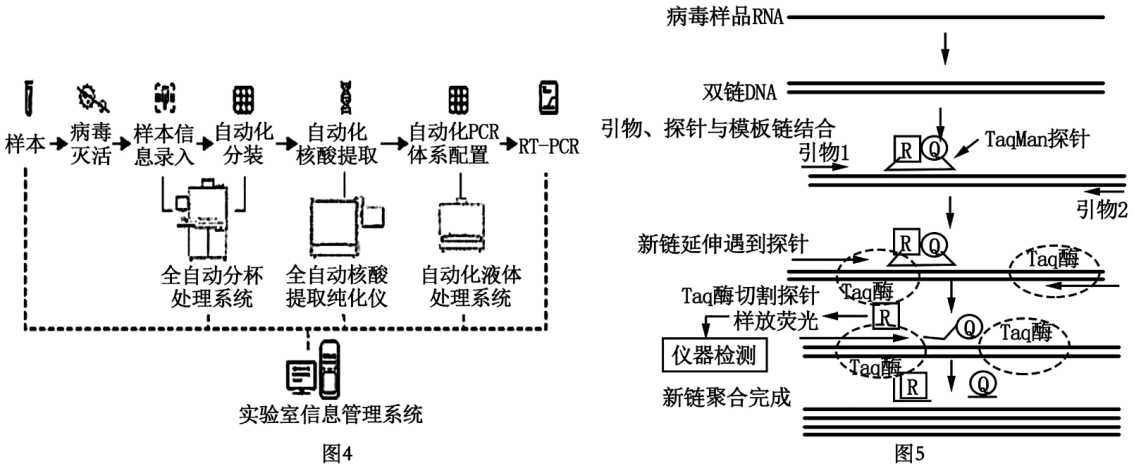 样本
病毒
灭活
样本信
息录入
自动化
分装
自动化
核酸提取
自动化PCR
体系配置
RT-PCR
全自动分杯
处理系统
全自动核酸
提取纯化仪
自动化液体
处理系统
实验室信息管理系统
图4
病毒样品RNA
双链DNA
引物、探针与模板链结合
引物1
R
Q
TaqMan探针
引物2
新链延伸遇到探针
R
Q
Taq酶
Taq酶
Taq酶切割探针
样放荧光
R
Q
Taq酶
仪器检测
Taq酶
R
Q
新链聚合完成
图5